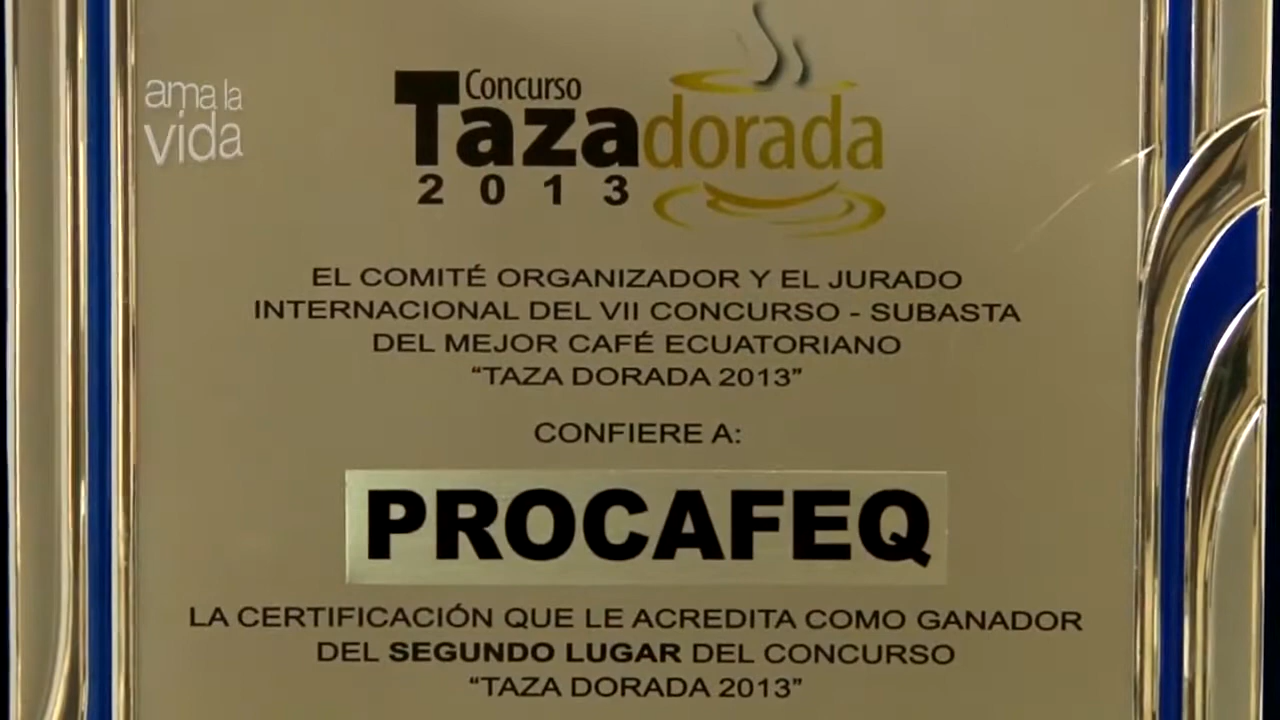 ama la
vida
Concurso
Tazadorada
2013
EL COMITÉ ORGANIZADOR Y EL JURADO
INTERNACIONAL DEL VII CONCURSO - SUBASTA
DEL MEJOR CAFÉ ECUATORIANO
“TAZA DORADA 2013”
CONFIERE A:
PROCAFEQ
LA CERTIFICACIÓN QUE LE ACREDITA COMO GANADOR
DEL SEGUNDO LUGAR DEL CONCURSO
“TAZA DORADA 2013”